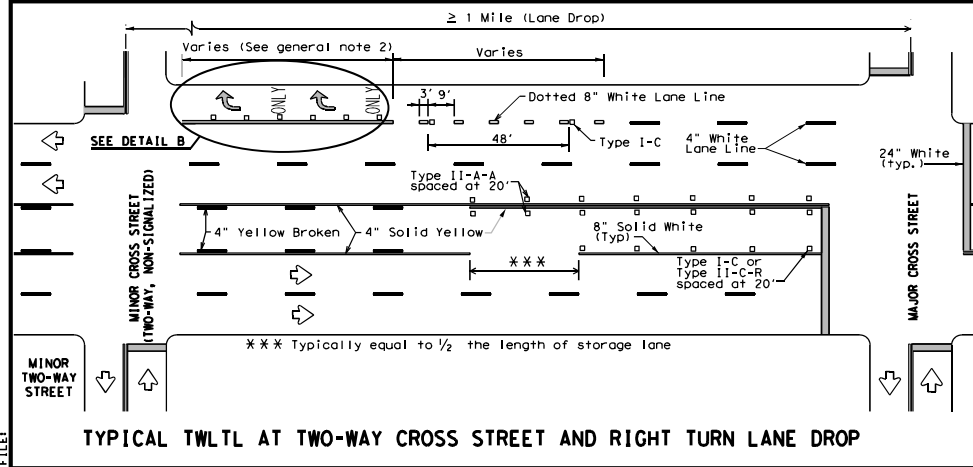 ≥ 1 Mile (Lane Drop)
Varies (See general note 2)
Varies
ONLY
ONLY
3' 9'
Dotted 8" White Lane Line
SEE DETAIL B
48'
Type I-C
4" White
Lane Line
24" White
(typ.)
Type II-A-A
spaced at 20'
MINOR CROSS STREET
(TWO-WAY, NON-SIGNALIZED)
4" Yellow Broken
4" Solid Yellow
8" Solid White
(Typ)
***
Type I-C or
Type II-C-R
spaced at 20'
MAJOR CROSS STREET
*** Typically equal to 1/2 the length of storage lane
MINOR
TWO-WAY
STREET
TYPICAL TWLTL AT TWO-WAY CROSS STREET AND RIGHT TURN LANE DROP
FILE: